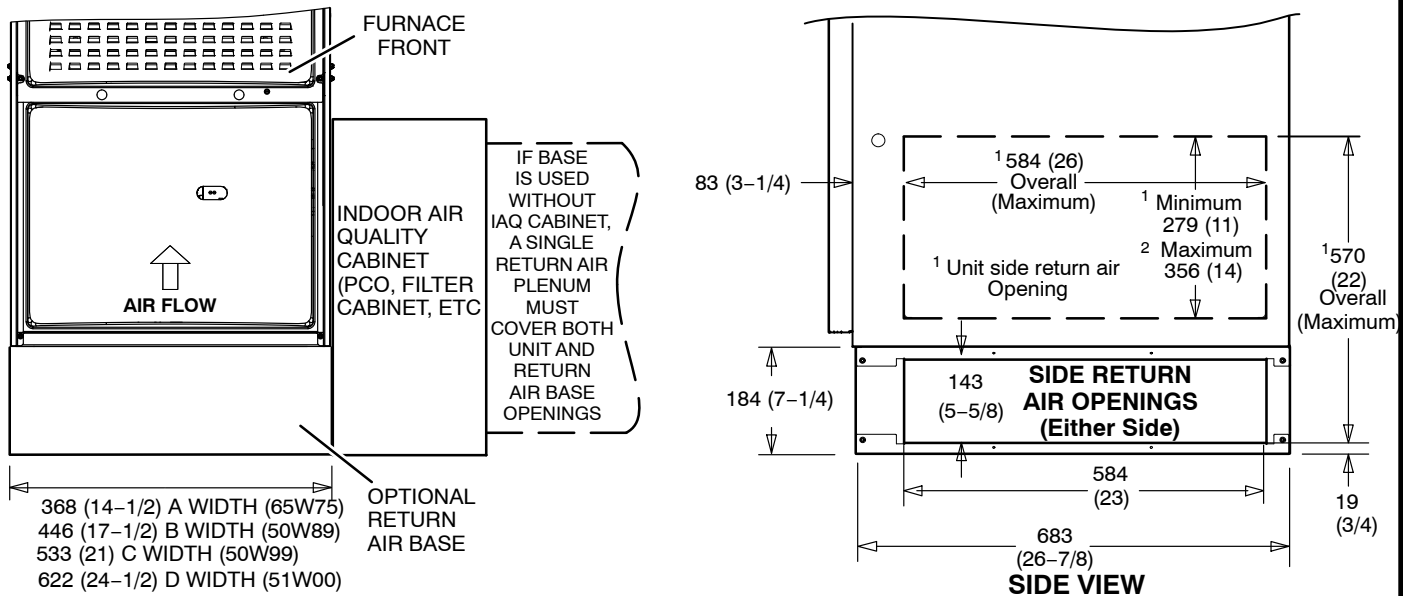 FURNACE
FRONT
AIR FLOW
INDOOR AIR
QUALITY
CABINET
(PCO, FILTER
CABINET, ETC
IF BASE
IS USED
WITHOUT
IAQ CABINET,
A SINGLE
RETURN AIR
PLENUM
MUST
COVER BOTH
UNIT AND
RETURN
AIR BASE
OPENINGS
368 (14−1/2) A WIDTH (65W75)
446 (17−1/2) B WIDTH (50W89)
533 (21) C WIDTH (50W99)
622 (24−1/2) D WIDTH (51W00)
OPTIONAL
RETURN
AIR BASE
83 (3−1/4)
1 584 (26)
Overall
(Maximum)
1 Minimum
279 (11)
2 Maximum
356 (14)
1 Unit side return air
Opening
1 570
(22)
Overall
(Maximum)
184 (7−1/4)
143
(5−5/8)
SIDE RETURN
AIR OPENINGS
(Either Side)
584
(23)
19
(3/4)
683
(26−7/8)
SIDE VIEW